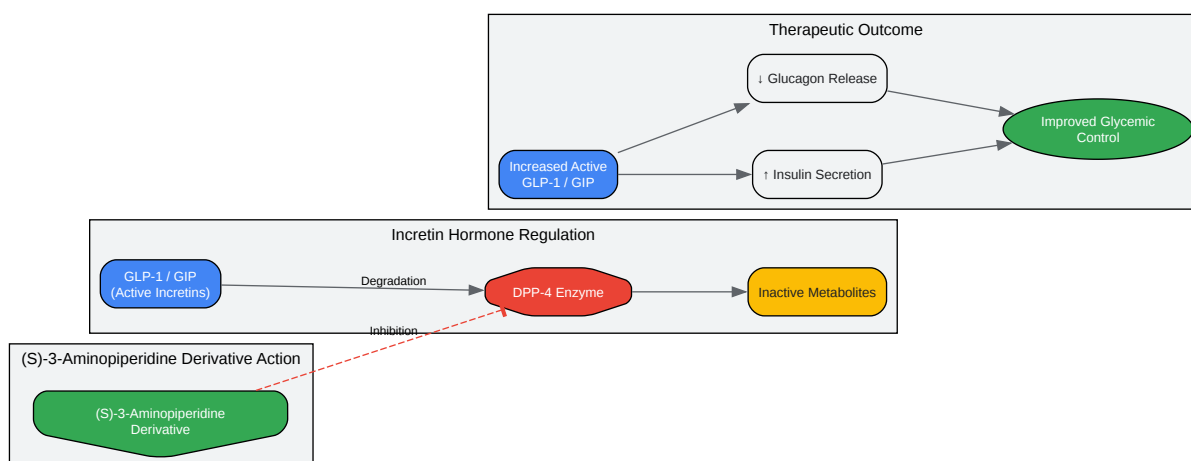 Therapeutic Outcome
↓ Glucagon Release
Improved Glycemic
Control
Increased Active
GLP-1 / GIP
↑ Insulin Secretion
Incretin Hormone Regulation
GLP-1 / GIP
(Active Incretins)
Degradation
DPP-4 Enzyme
Inactive Metabolites
Inhibition
(S)-3-Aminopiperidine Derivative Action
(S)-3-Aminopiperidine
Derivative